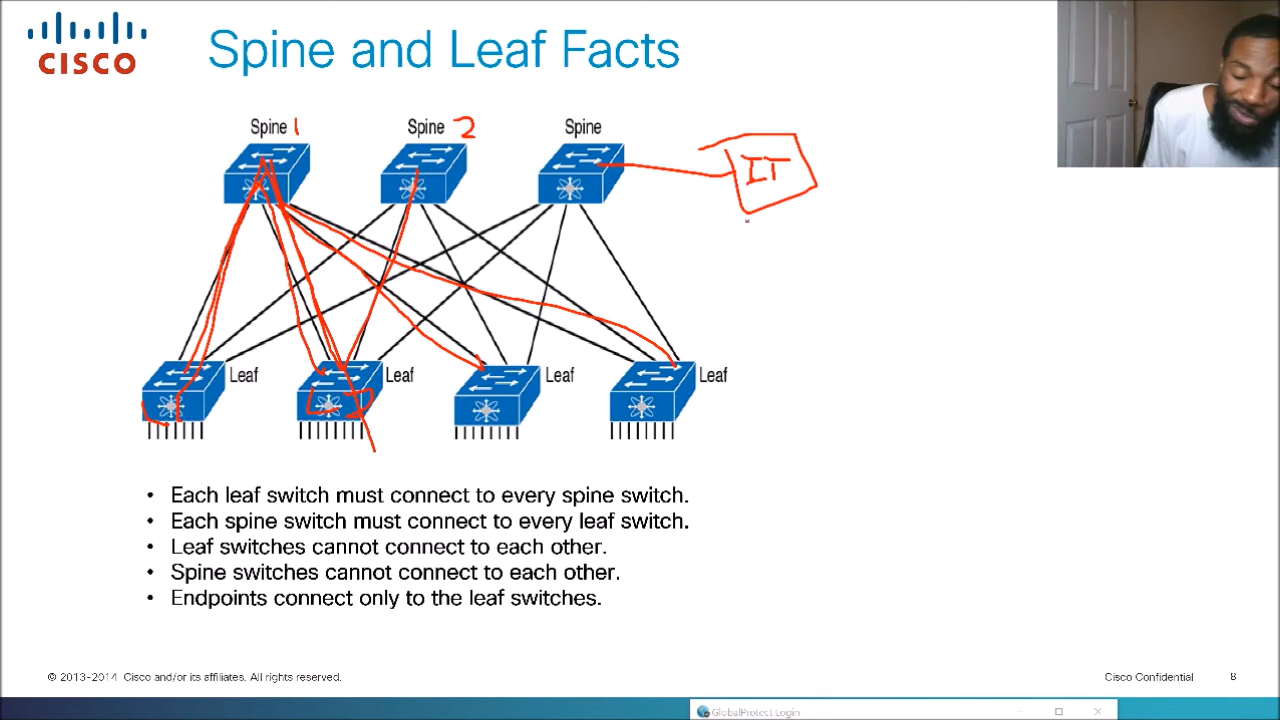 CISCO
Spine and Leaf Facts
Spine 1
Spine 2
Spine
IT
Leaf
Leaf
Leaf
Leaf
• Each leaf switch must connect to every spine switch.
• Each spine switch must connect to every leaf switch.
• Leaf switches cannot connect to each other.
• Spine switches cannot connect to each other.
• Endpoints connect only to the leaf switches.
© 2013-2014 Cisco and/or its affiliates. All rights reserved.
Cisco Confidential 8
GlobalProtect Login